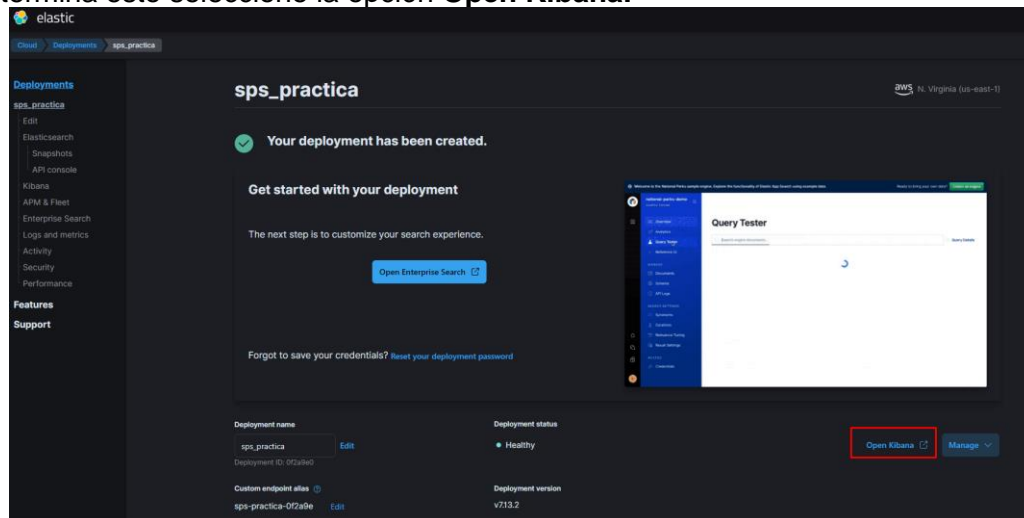 termina esto seleccione la opción Open Kibana.
elastic
Cloud Deployments sps_practica
Deployments
sps_practica
Edit
Elasticsearch
Snapshots
API console
Kibana
APM & Fleet
Enterprise Search
Logs and metrics
Activity
Security
Performance
Features
Support
sps_practica
aws N. Virginia (us-east-1)
Your deployment has been created.
Get started with your deployment
The next step is to customize your search experience.
Open Enterprise Search
Forgot to save your credentials? Reset your deployment password
Query Tester
Deployment name
sps_practica Edit
Deployment ID: 0f2a9e0
Deployment status
Healthy
Open Kibana Manage
Custom endpoint alias
sps-practica-0f2a9e Edit
Deployment version
v7.13.2